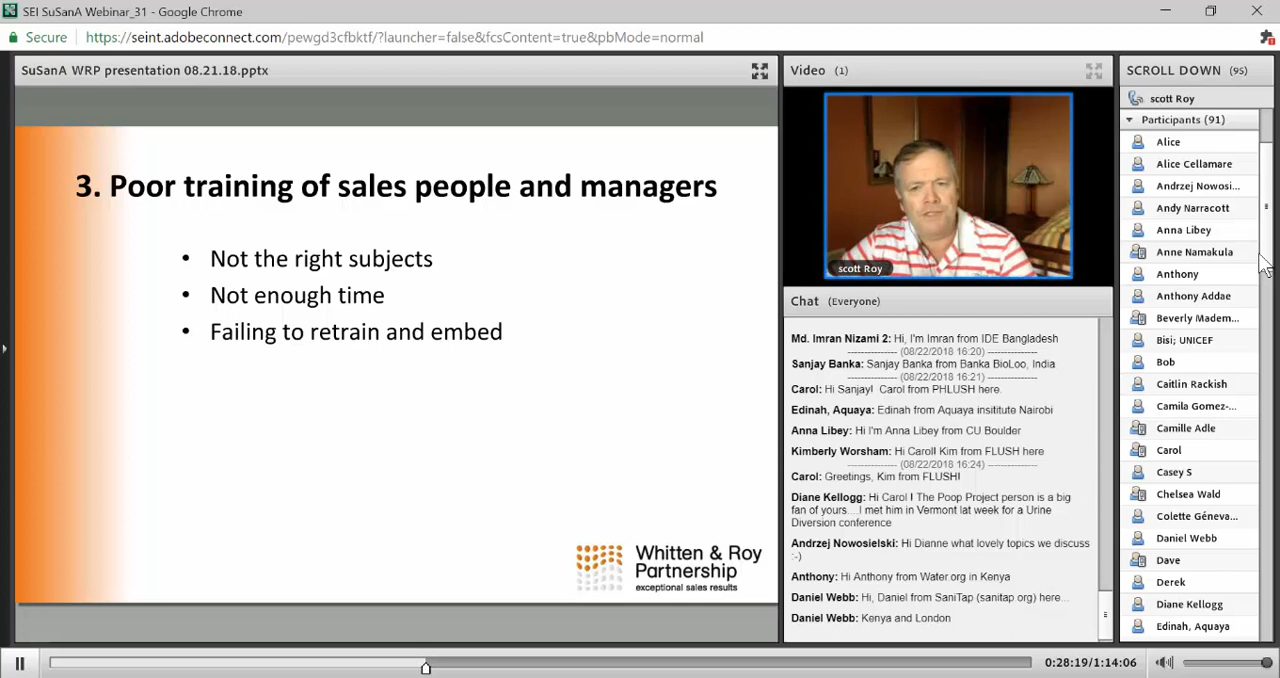 SEI SuSanA Webinar_31 - Google Chrome
Secure https://seint.adobeconnect.com/pewgd3cfbktf/?launcher=false&fcsContent=true&pbMode=normal
SuSanA WRP presentation 08.21.18.pptx
3. Poor training of sales people and managers
• Not the right subjects
• Not enough time
• Failing to retrain and embed
Whitten & Roy
Partnership
exceptional sales results
Video (1)
scott Roy
Chat (Everyone)
Md. Imran Nizami 2: Hi, I'm Imran from IDE Bangladesh
(08/22/2018 16:20)
Sanjay Banka: Sanjay Banka from Banka BioLoo, India
(08/22/2018 16:21)
Carol: Hi Sanjay! Carol from PHLUSH here.
Edinah, Aquaya: Edinah from Aquaya insititute Nairobi
Anna Libey: Hi I'm Anna Libey from CU Boulder
Kimberly Worsham: Hi Carol! Kim from FLUSH here
(08/22/2018 16:24)
Carol: Greetings, Kim from FLUSH!
Diane Kellogg: Hi Carol ! The Poop Project person is a big
fan of yours....I met him in Vermont lat week for a Urine
Diversion conference
Andrzej Nowosielski: Hi Dianne what lovely topics we discuss
:-)
Anthony: Hi Anthony from Water.org in Kenya
Daniel Webb: Hi, Daniel from SaniTap (sanitap org) here...
Daniel Webb: Kenya and London
SCROLL DOWN (95)
scott Roy
Participants (91)
Alice
Alice Cellamare
Andrzej Nowosi...
Andy Narracott
Anna Libey
Anne Namakula
Anthony
Anthony Addae
Beverly Madem...
Bisi; UNICEF
Bob
Caitlin Rackish
Camila Gomez-...
Camille Adle
Carol
Casey S
Chelsea Wald
Colette Géneva...
Daniel Webb
Dave
Derek
Diane Kellogg
Edinah, Aquaya
0:28:19/1:14:06